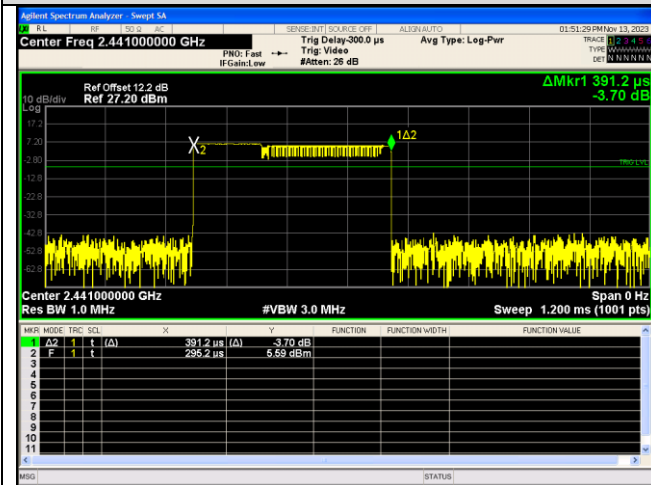 Agilent Spectrum Analyzer - Swept SA
RL RF 50 Ω AC SENSE:INT SOURCE OFF ALIGN AUTO 01:51:29 PM Nov 13, 2023
Center Freq 2.441000000 GHz
PNO: Fast
IFGain:Low
Trig Delay-300.0 µs
Trig: Video
#Atten: 26 dB
Avg Type: Log-Pwr
TRACE 1 2 3 4 5
TYPE
DET N N N N N
Ref Offset 12.2 dB
10 dB/div Ref 27.20 dBm
Log
ΔMkr1 391.2 µs
-3.70 dB
17.2
7.20
-2.80
-12.8
-22.8
-32.8
-42.8
-52.8
-62.8
X2
1Δ2
TRIG LVL
Center 2.441000000 GHz Span 0 Hz
Res BW 1.0 MHz #VBW 3.0 MHz Sweep 1.200 ms (1001 pts)
MKR MODE TRC SCL X Y FUNCTION FUNCTION WIDTH FUNCTION VALUE
1 Δ2 1 t (Δ) 391.2 µs (Δ) -3.70 dB
2 F 1 t 295.2 µs 5.59 dBm
3
4
5
6
7
8
9
10
11
MSG STATUS